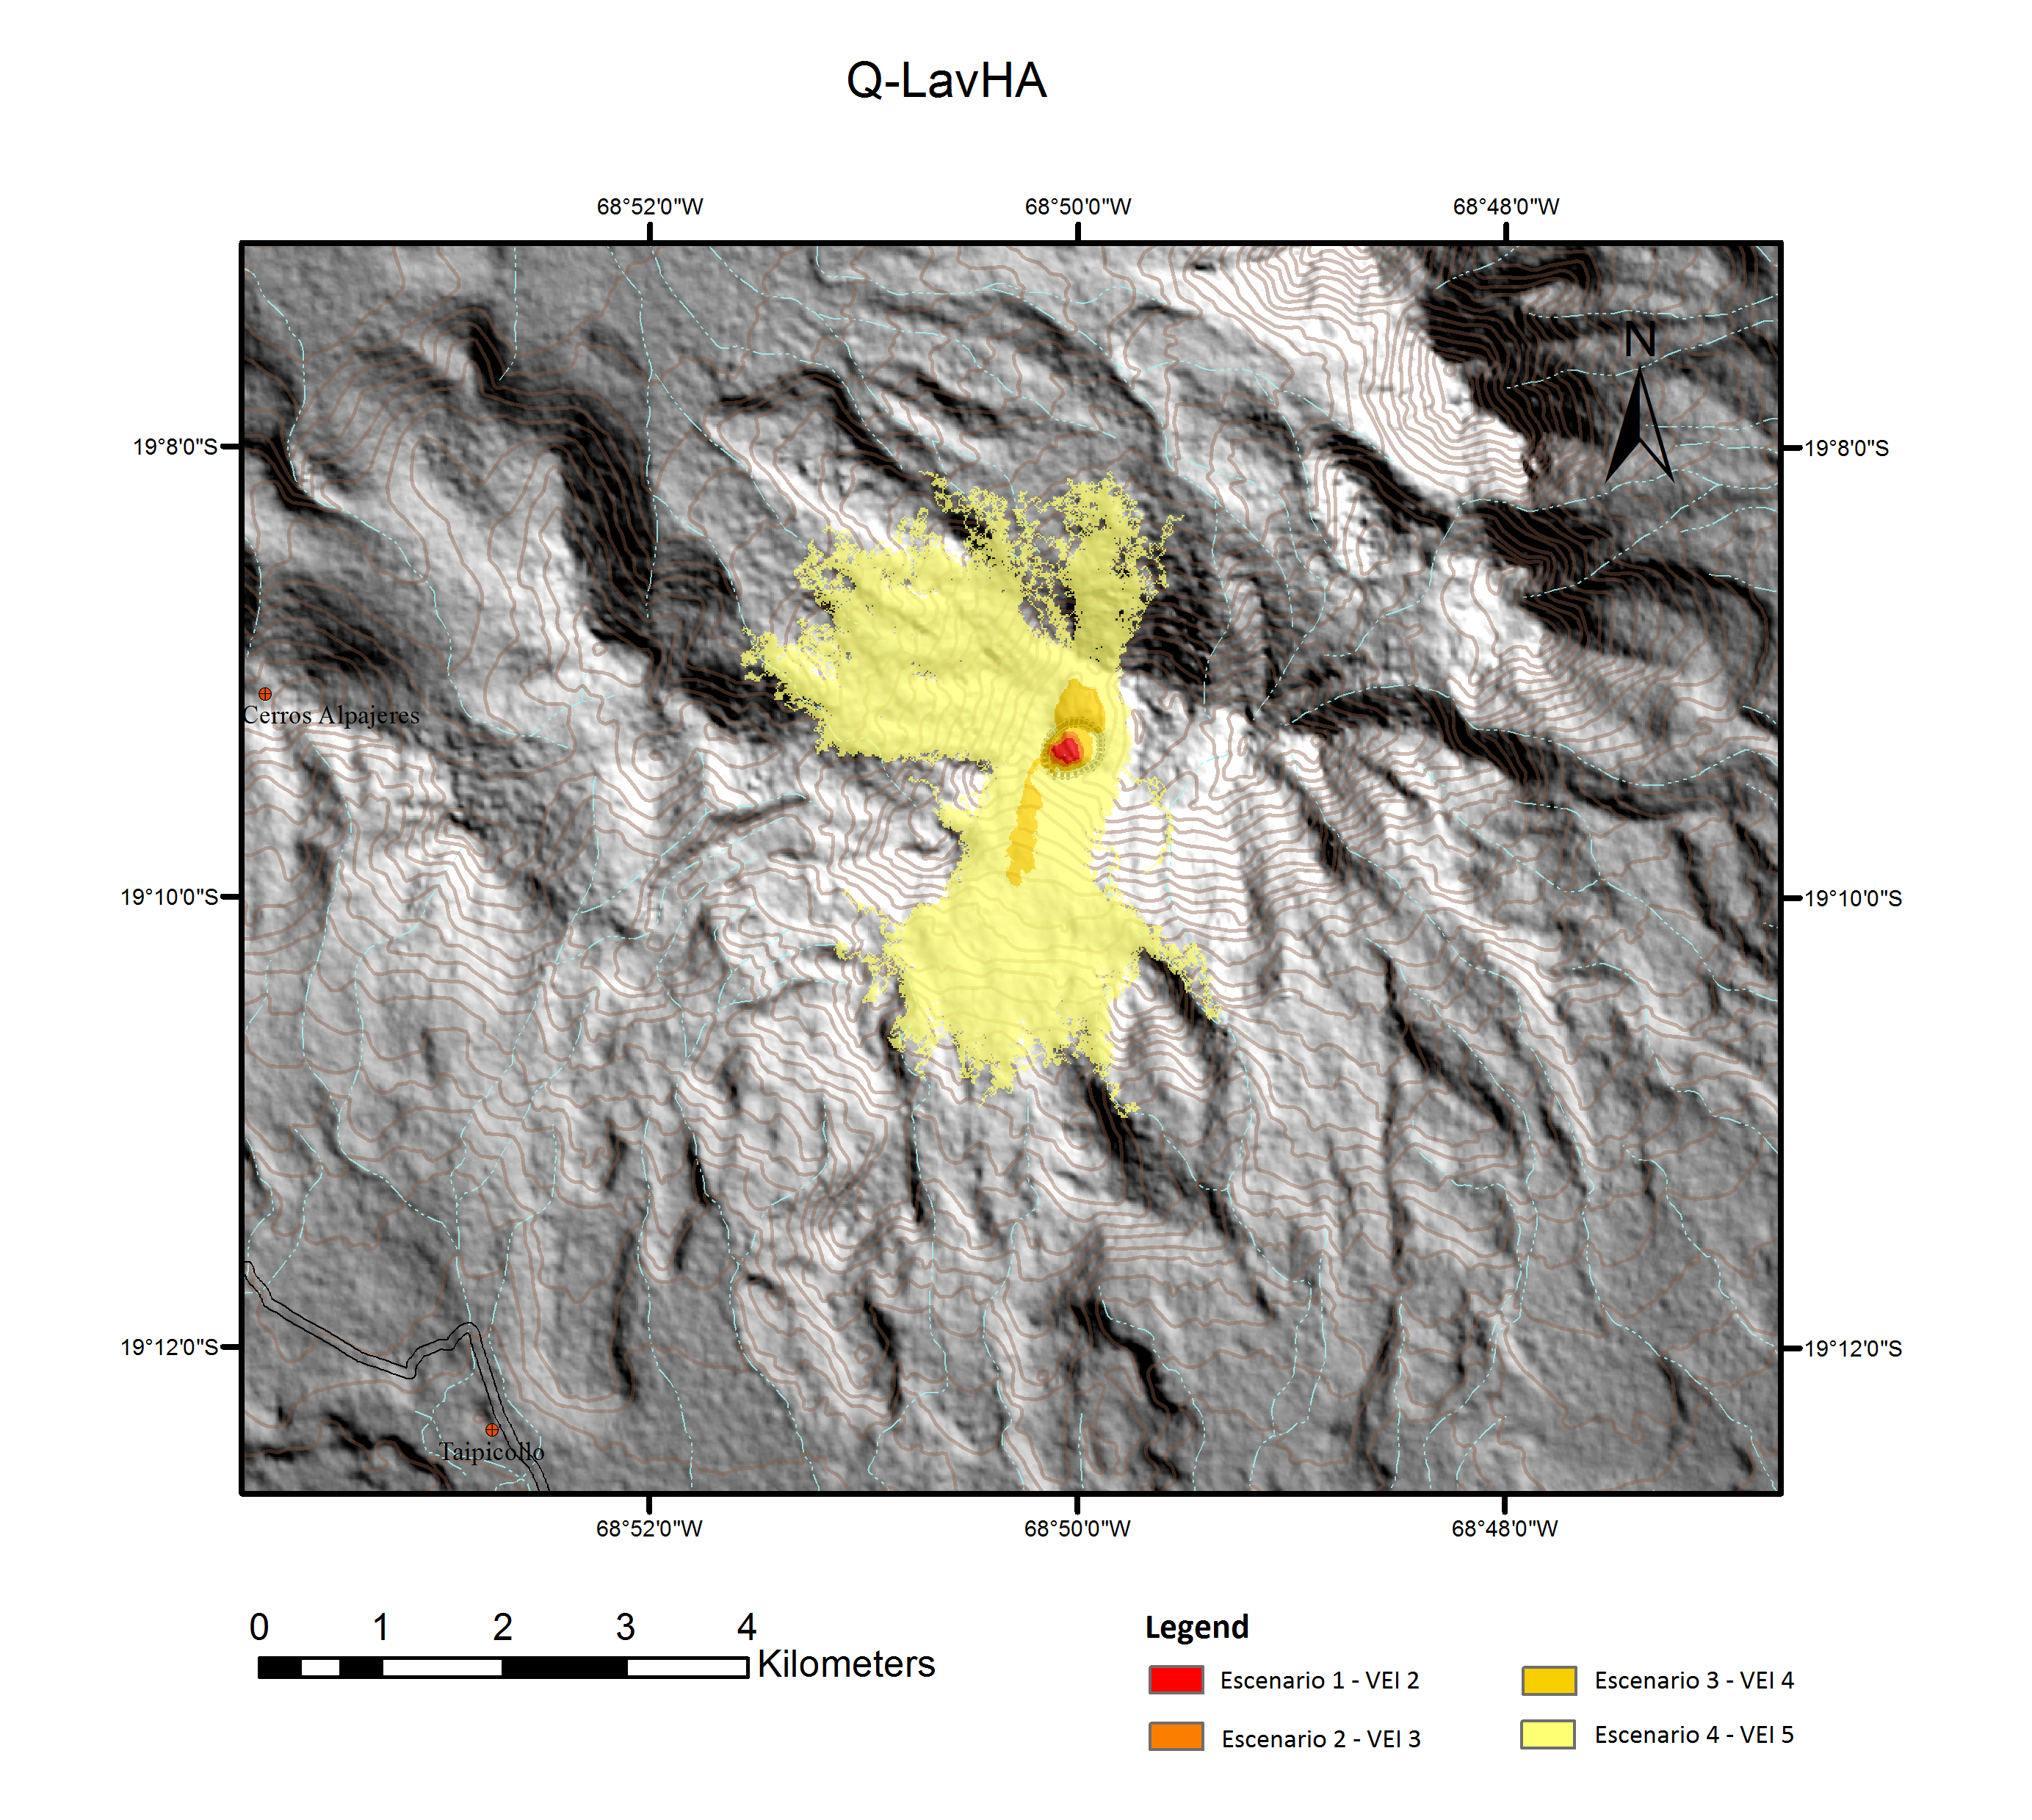 Q-LavHA
68°52'0"W 68°50'0"W 68°48'0"W
N
19°8'0"S 19°8'0"S
Cerros Alpajeres
19°10'0"S 19°10'0"S
19°12'0"S 19°12'0"S
Taipicollo
68°52'0"W 68°50'0"W 68°48'0"W
0 1 2 3 4
Kilometers
Legend
Escenario 1 - VEI 2 Escenario 3 - VEI 4
Escenario 2 - VEI 3 Escenario 4 - VEI 5